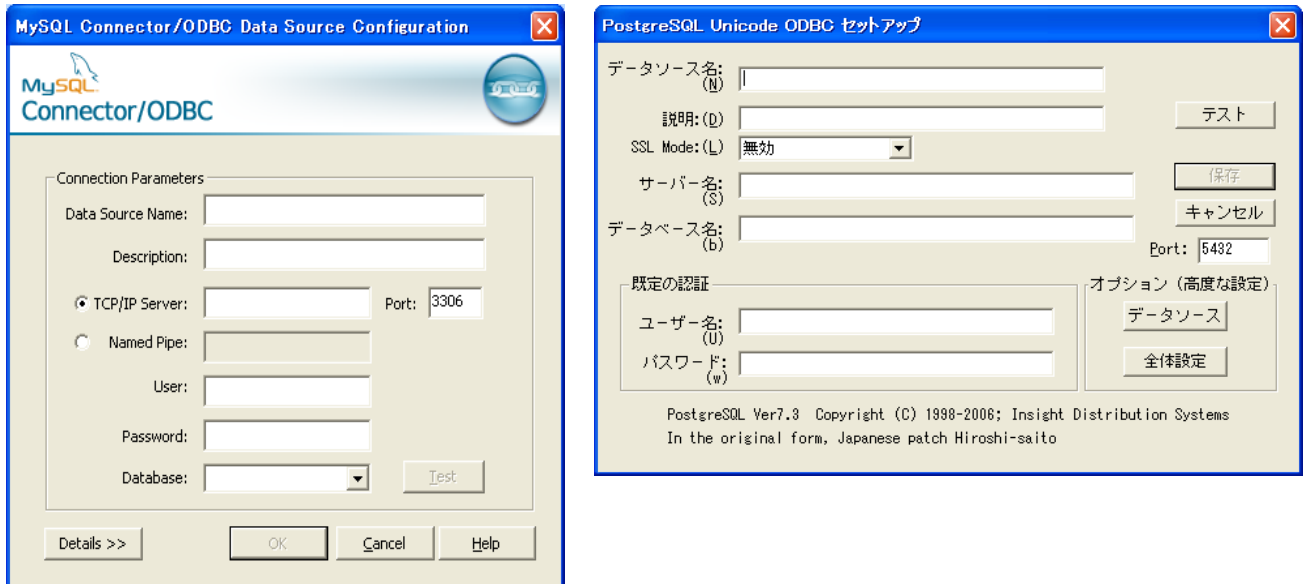 MySQL Connector/ODBC Data Source Configuration
MySQL
Connector/ODBC
Connection Parameters
Data Source Name:
Description:
TCP/IP Server:
Port: 3306
Named Pipe:
User:
Password:
Database:
Test
Details >>
OK
Cancel
Help
PostgreSQL Unicode ODBC セットアップ
データソース名:
(N)
説明:(D)
テスト
SSL Mode:(L) 無効
サーバー名:
(S)
保存
キャンセル
データベース名:
(b)
Port: 5432
既定の認証
ユーザー名:
(U)
パスワード:
(w)
オプション (高度な設定)
データソース
全体設定
PostgreSQL Ver7.3 Copyright (C) 1998-2006; Insight Distribution Systems
In the original form, Japanese patch Hiroshi-saito